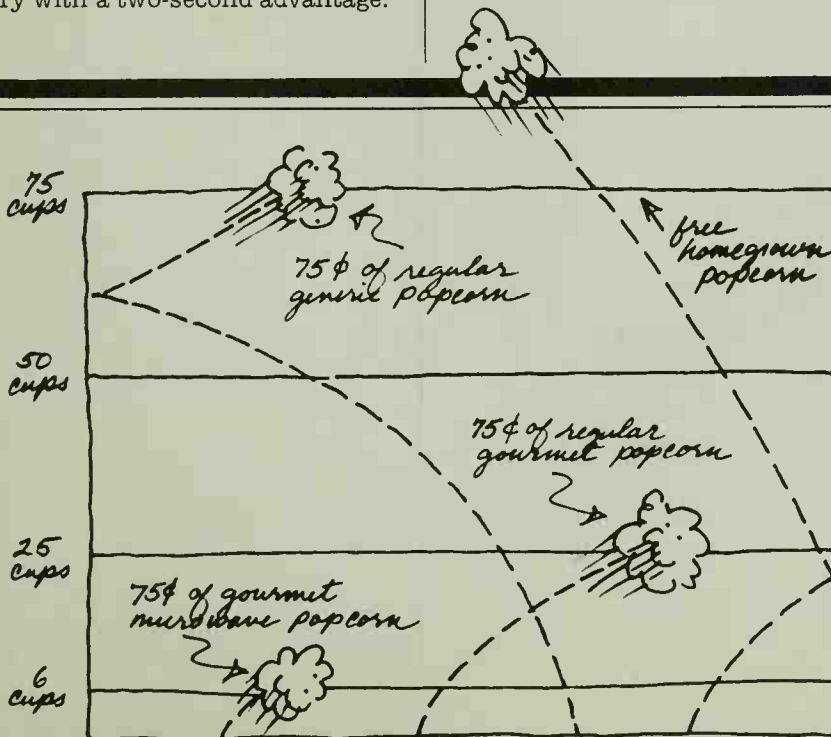 ry with a two-second advantage.
75
cups
75¢ of regular
generic popcorn
free
homegrown
popcorn
50
cups
75¢ of regular
gourmet popcorn
25
cups
75¢ of gourmet
microwave popcorn
6
cups